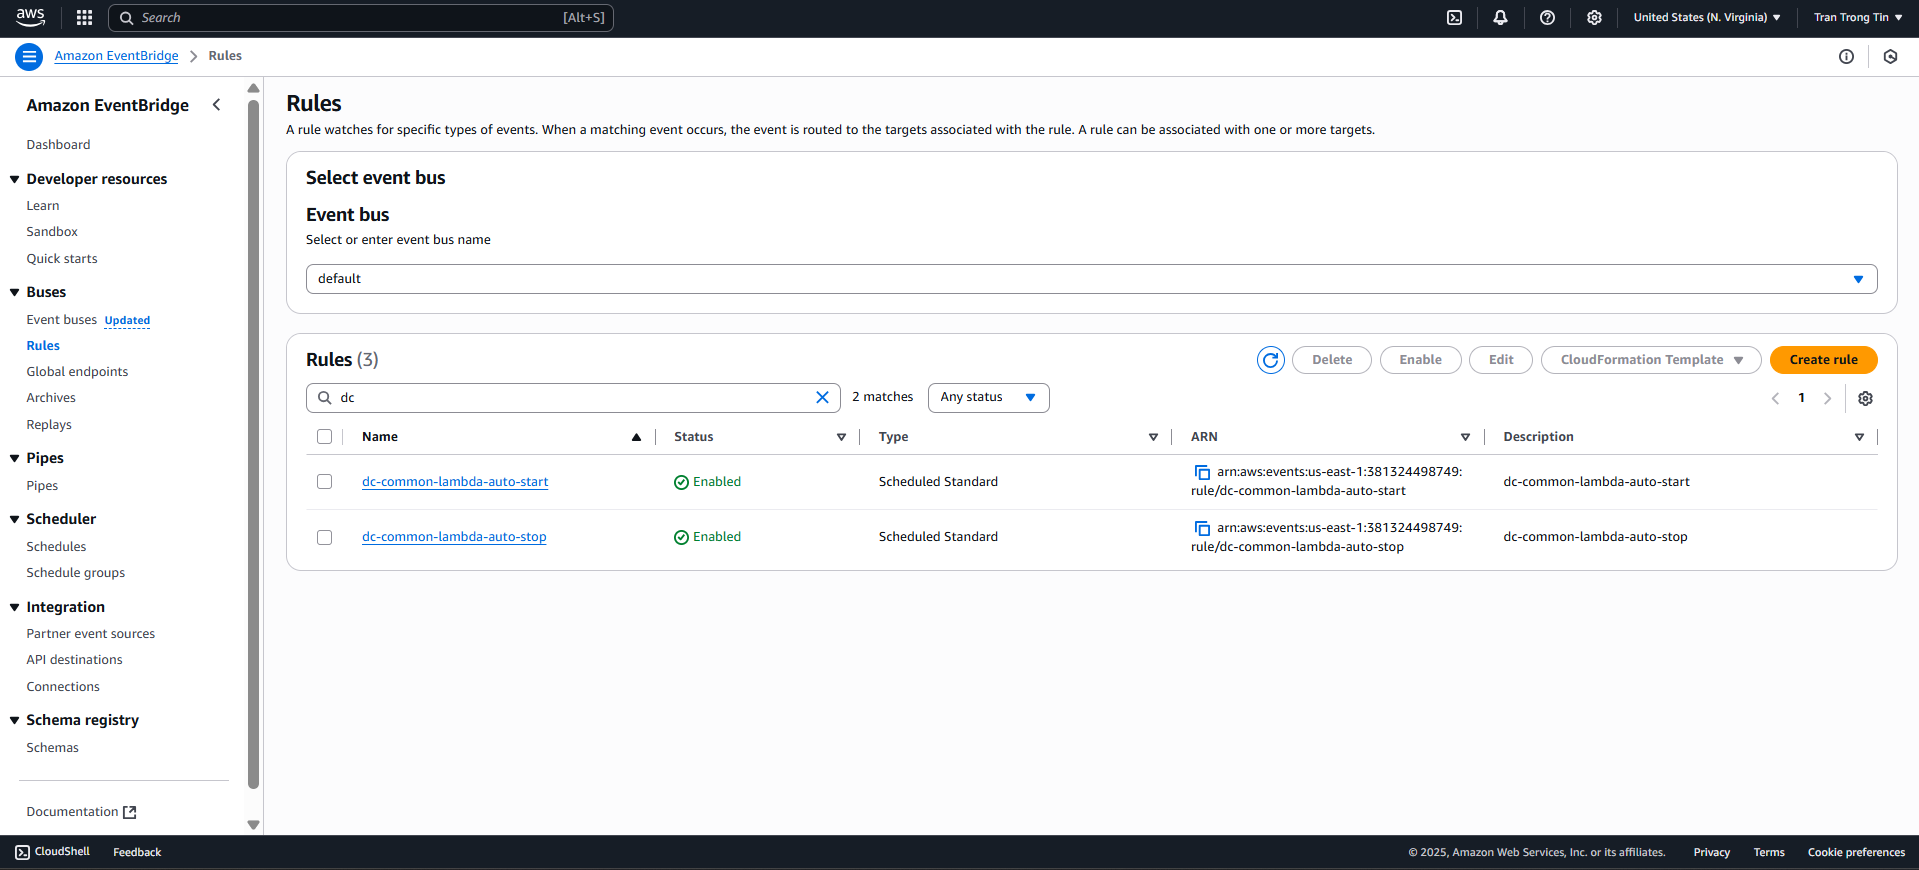 aws
Search [Alt+S]
United States (N. Virginia)
Tran Trong Tin
Amazon EventBridge
Rules
Amazon EventBridge
Dashboard
Developer resources
Learn
Sandbox
Quick starts
Buses
Event buses Updated
Rules
Global endpoints
Archives
Replays
Pipes
Pipes
Scheduler
Schedules
Schedule groups
Integration
Partner event sources
API destinations
Connections
Schema registry
Schemas
Documentation
Rules
A rule watches for specific types of events. When a matching event occurs, the event is routed to the targets associated with the rule. A rule can be associated with one or more targets.
Select event bus
Event bus
Select or enter event bus name
default
Rules (3)
Delete
Enable
Edit
CloudFormation Template
Create rule
dc
2 matches
Any status
1
Name Status Type ARN Description
dc-common-lambda-auto-start Enabled Scheduled Standard arn:aws:events:us-east-1:381324498749:
rule/dc-common-lambda-auto-start dc-common-lambda-auto-start
dc-common-lambda-auto-stop Enabled Scheduled Standard arn:aws:events:us-east-1:381324498749:
rule/dc-common-lambda-auto-stop dc-common-lambda-auto-stop
CloudShell Feedback
© 2025, Amazon Web Services, Inc. or its affiliates. Privacy Terms Cookie preferences